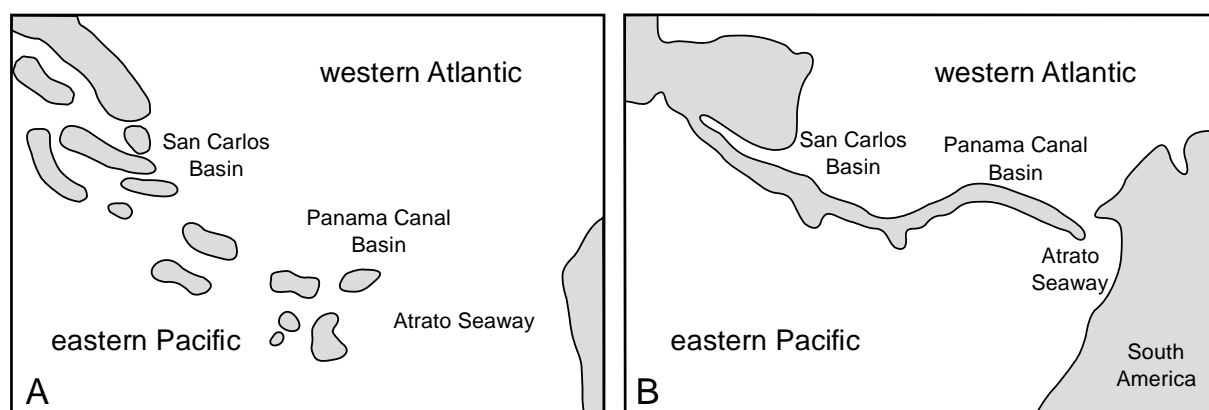 western Atlantic
San Carlos
Basin
Panama Canal
Basin
Atrato Seaway
eastern Pacific
A
western Atlantic
San Carlos
Basin
Panama Canal
Basin
Atrato
Seaway
eastern Pacific
South
America
B